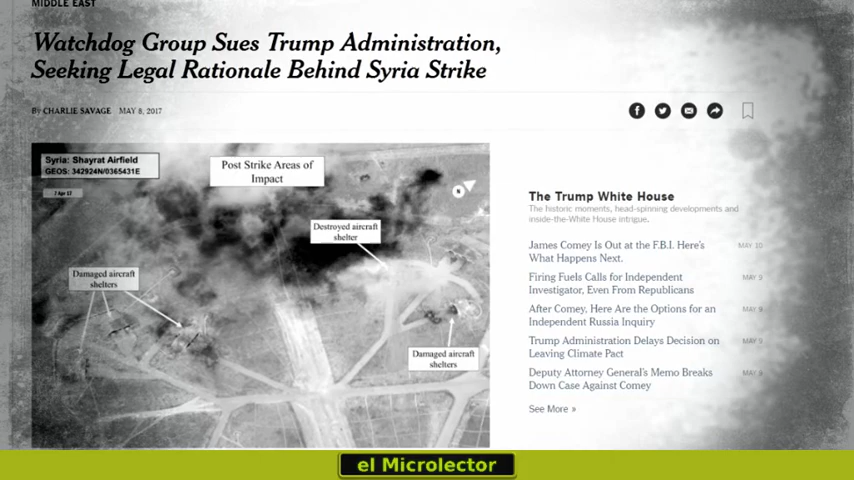 MIDDLE EAST
Watchdog Group Sues Trump Administration,
Seeking Legal Rationale Behind Syria Strike
By CHARLIE SAVAGE MAY 8, 2017
Syria: Shayrat Airfield
GEOS: 342924N/0365431E
7 Apr 17
Post Strike Areas of
Impact
N
Destroyed aircraft
shelter
Damaged aircraft
shelters
Damaged aircraft
shelters
The Trump White House
The historic moments, head-spinning developments and
inside-the-White House intrigue.
James Comey Is Out at the F.B.I. Here's
What Happens Next.
MAY 10
Firing Fuels Calls for Independent
Investigator, Even From Republicans
MAY 9
After Comey, Here Are the Options for an
Independent Russia Inquiry
MAY 9
Trump Administration Delays Decision on
Leaving Climate Pact
MAY 9
Deputy Attorney General's Memo Breaks
Down Case Against Comey
MAY 9
See More »
el Microlector